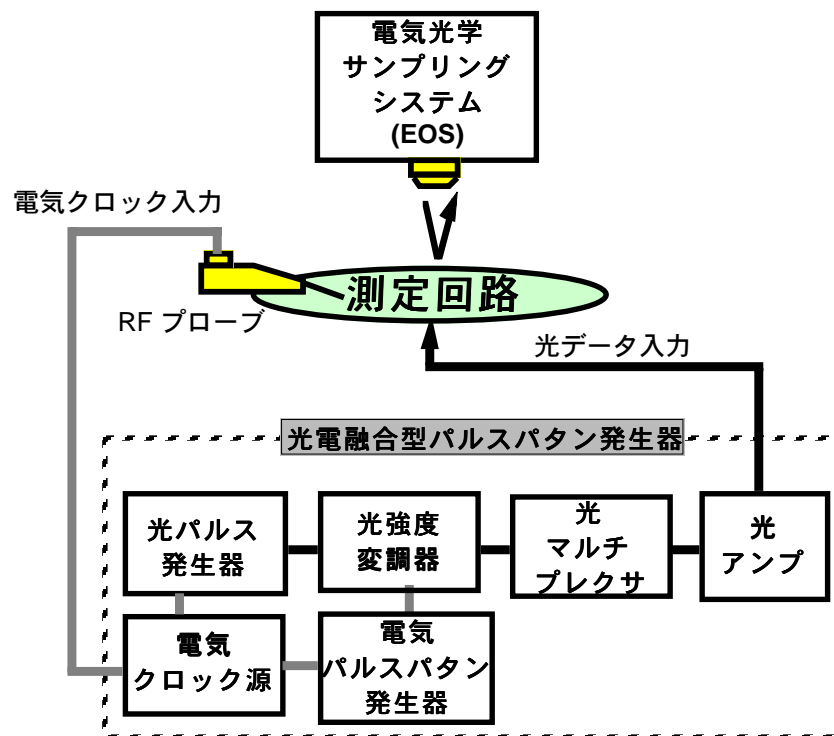 電気光学
サンプリング
システム
(EOS)
電気クロック入力
測定回路
RF プローブ
光データ入力
光電融合型パルスパタン発生器
光パルス
発生器
光強度
変調器
光
マルチ
プレクサ
光
アンプ
電気
クロック源
電気
パルスパタン
発生器